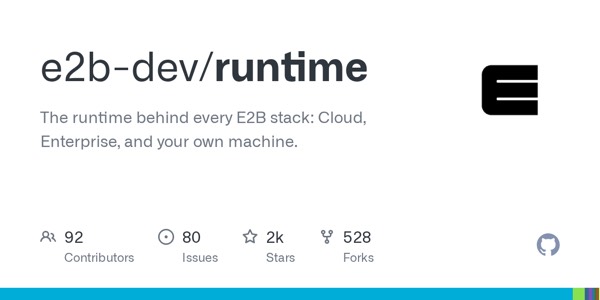 e2b-dev/runtime
The runtime behind every E2B stack: Cloud,
Enterprise, and your own machine.
92
Contributors
80
Issues
2k
Stars
528
Forks